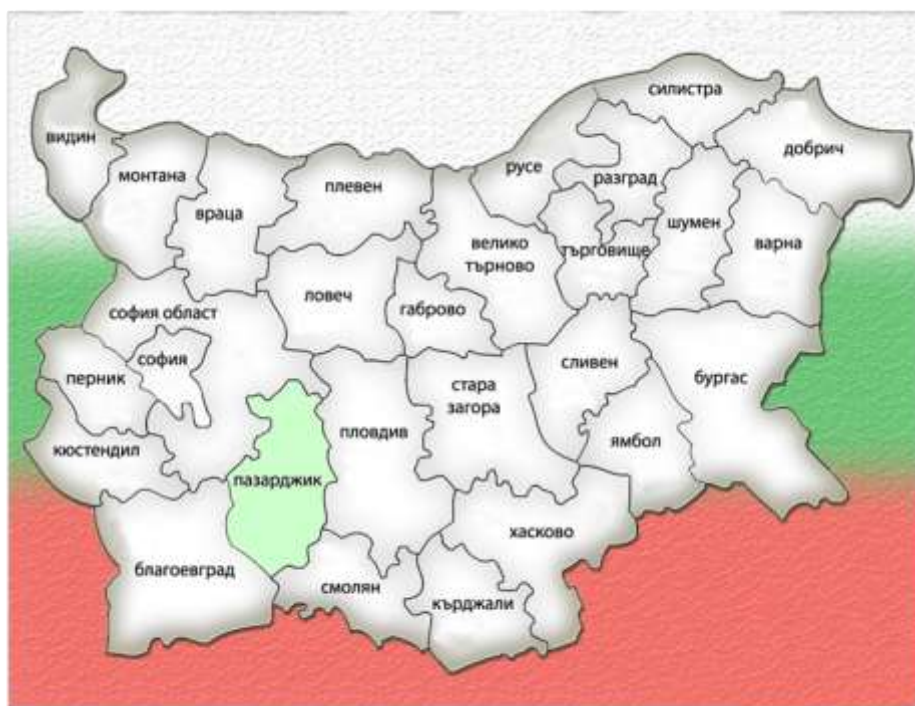 силистра
видин
добрич
русе
монтана
плевен
разград
враца
шумен
велико
търново
търговище
варна
ловеч
габрово
софия област
софия
сливен
перник
бургас
стара
загора
пловдив
ямбол
кюстендил
пазарджик
хасково
благоевград
смолян
кърджали